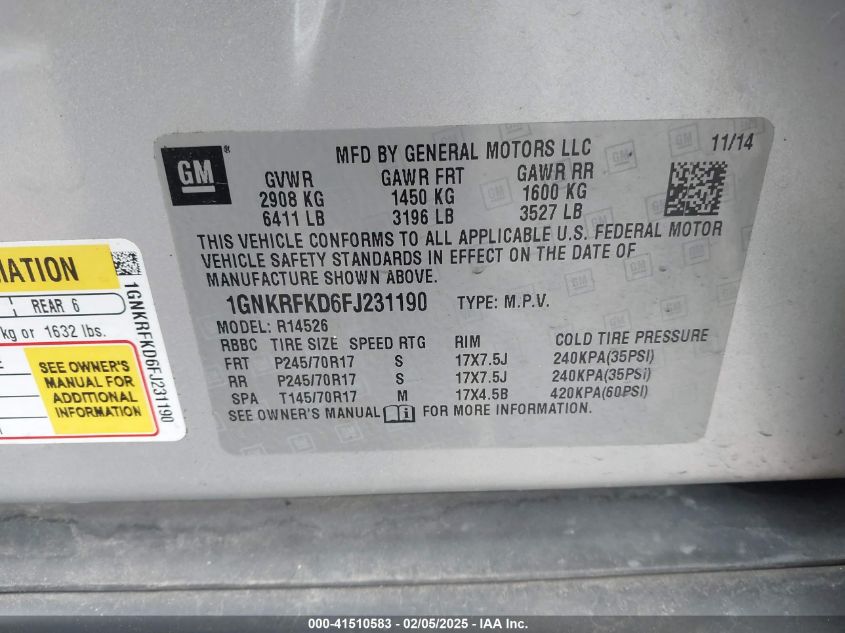 MFD BY GENERAL MOTORS LLC
11/14
GM
GVWR GAWR FRT GAWR RR
2908 KG 1450 KG 1600 KG
6411 LB 3196 LB 3527 LB
THIS VEHICLE CONFORMS TO ALL APPLICABLE U.S. FEDERAL MOTOR
VEHICLE SAFETY STANDARDS IN EFFECT ON THE DATE OF
MANUFACTURE SHOWN ABOVE.
1GNKRFKD6FJ231190 TYPE: M.P.V.
MODEL: R14526
RBBC TIRE SIZE SPEED RTG RIM COLD TIRE PRESSURE
FRT P245/70R17 S 17X7.5J 240KPA(35PSI)
RR P245/70R17 S 17X7.5J 240KPA(35PSI)
SPA T145/70R17 M 17X4.5B 420KPA(60PSI)
SEE OWNER'S MANUAL FOR MORE INFORMATION.
MATION
REAR 6
kg or 1632 lbs.
SEE OWNER'S
MANUAL FOR
ADDITIONAL
INFORMATION
1GNKRFKD6FJ231190
000-41510583 - 02/05/2025 - IAA Inc.